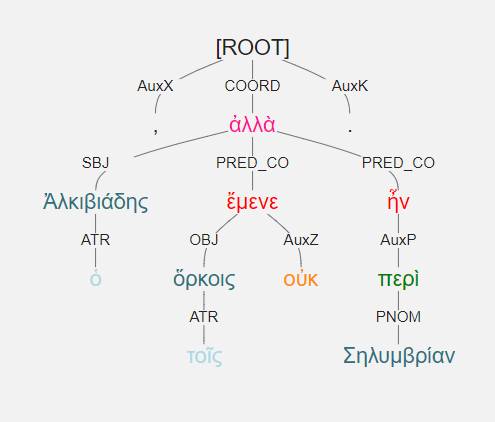 [ROOT]
AuxX COORD AuxK
, ἀλλὰ .
SBJ PRED_CO PRED_CO
Ἀλκιβιάδης ἔμενε ἦν
ATR OBJ AuxZ AuxP
ὁ ὅρκοις οὐκ περὶ
ATR PNOM
τοῖς Σηλυμβρίαν